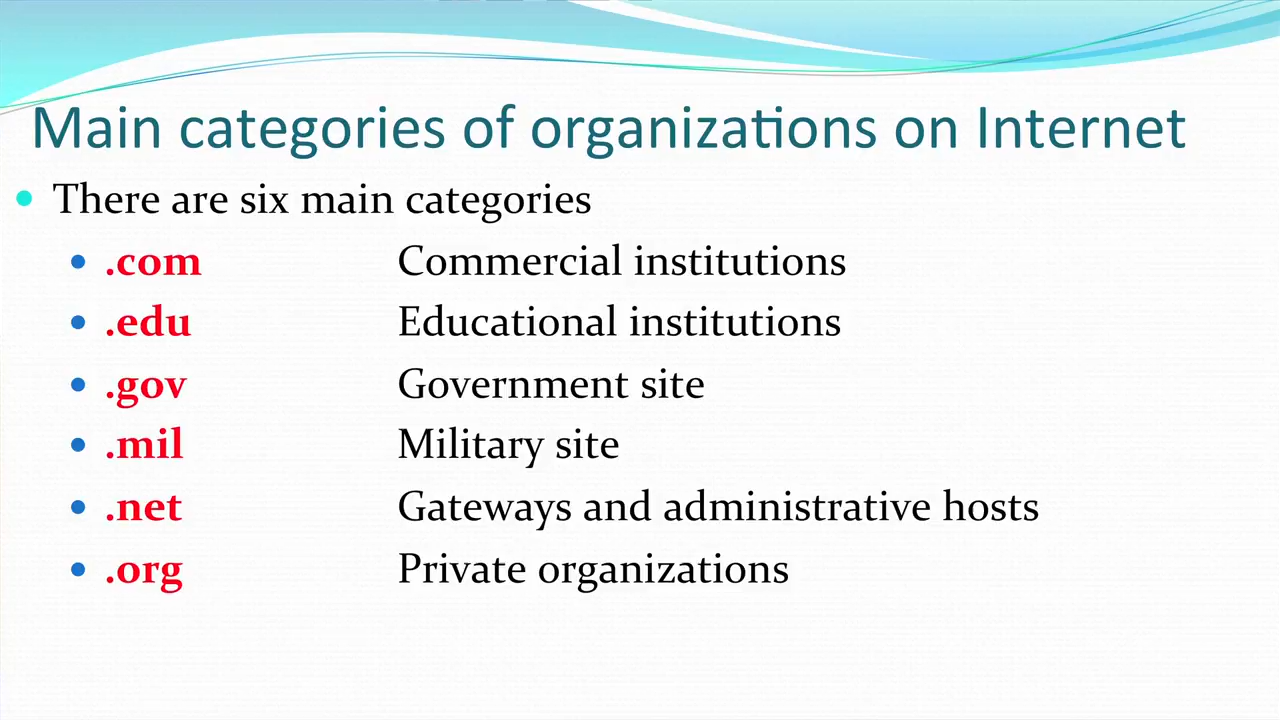 Main categories of organizations on Internet
There are six main categories
.com Commercial institutions
.edu Educational institutions
.gov Government site
.mil Military site
.net Gateways and administrative hosts
.org Private organizations